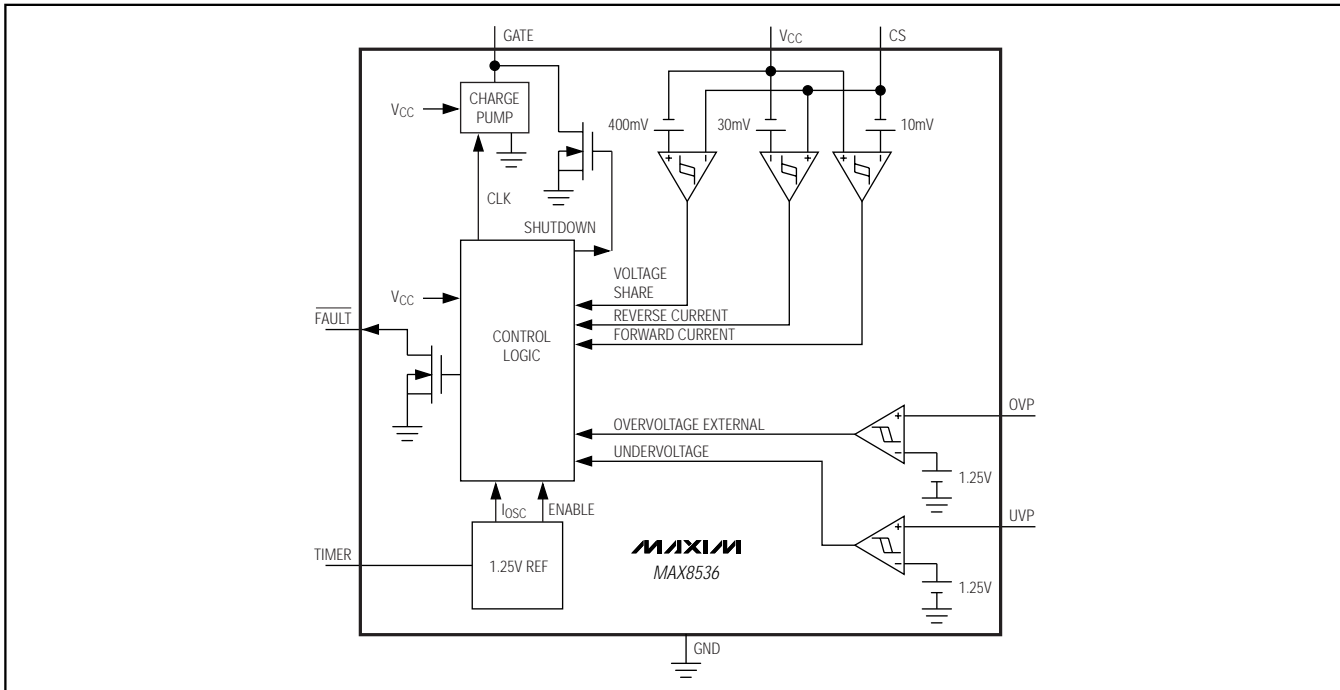 GATE
VCC
CS
CHARGE
PUMP
VCC
400mV
30mV
10mV
+
−
−
+
+
−
CLK
SHUTDOWN
VOLTAGE
SHARE
VCC
REVERSE CURRENT
FAULT
FORWARD CURRENT
CONTROL
LOGIC
OVP
+
OVERVOLTAGE EXTERNAL
−
UNDERVOLTAGE
1.25V
IOSC
ENABLE
UVP
+
TIMER
1.25V REF
MAXIM
MAX8536
−
1.25V
GND